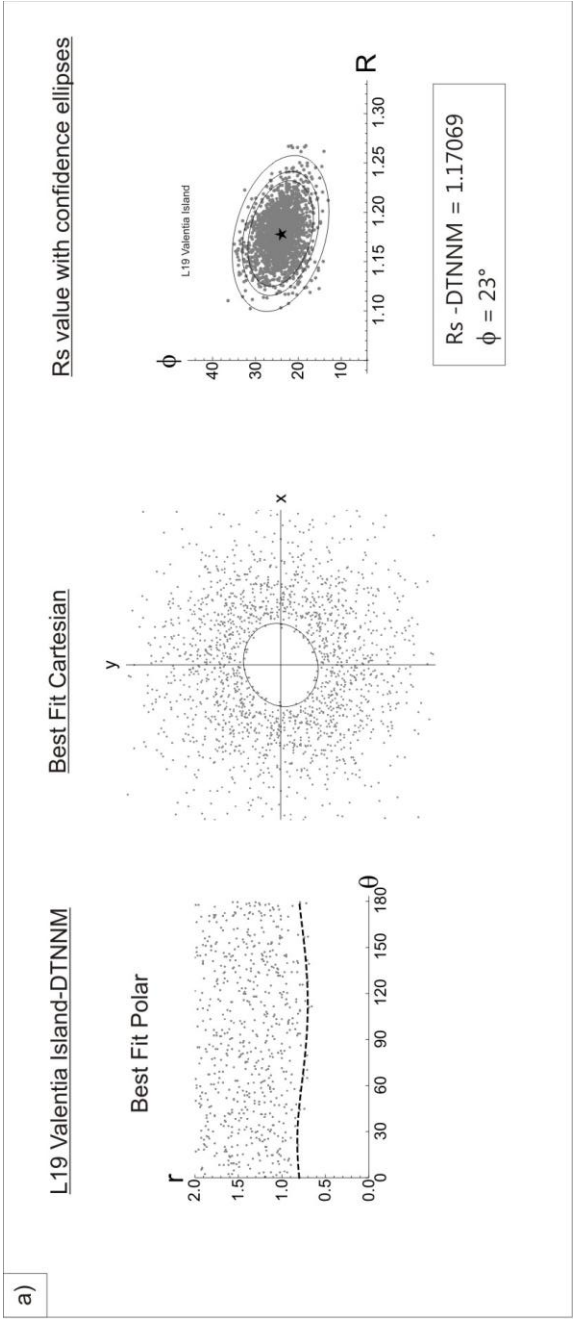 a)
L19 Valentia Island-DTNNM
Best Fit Polar
r
2.0
1.5
1.0
0.5
0.0
0 30 60 90 120 150 180
θ
Best Fit Cartesian
y
x
Rs value with confidence ellipses
L19 Valentia Island
ϕ
40
30
20
10
1.10 1.15 1.20 1.25 1.30
R
Rs -DTNNM = 1.17069
ϕ = 23°